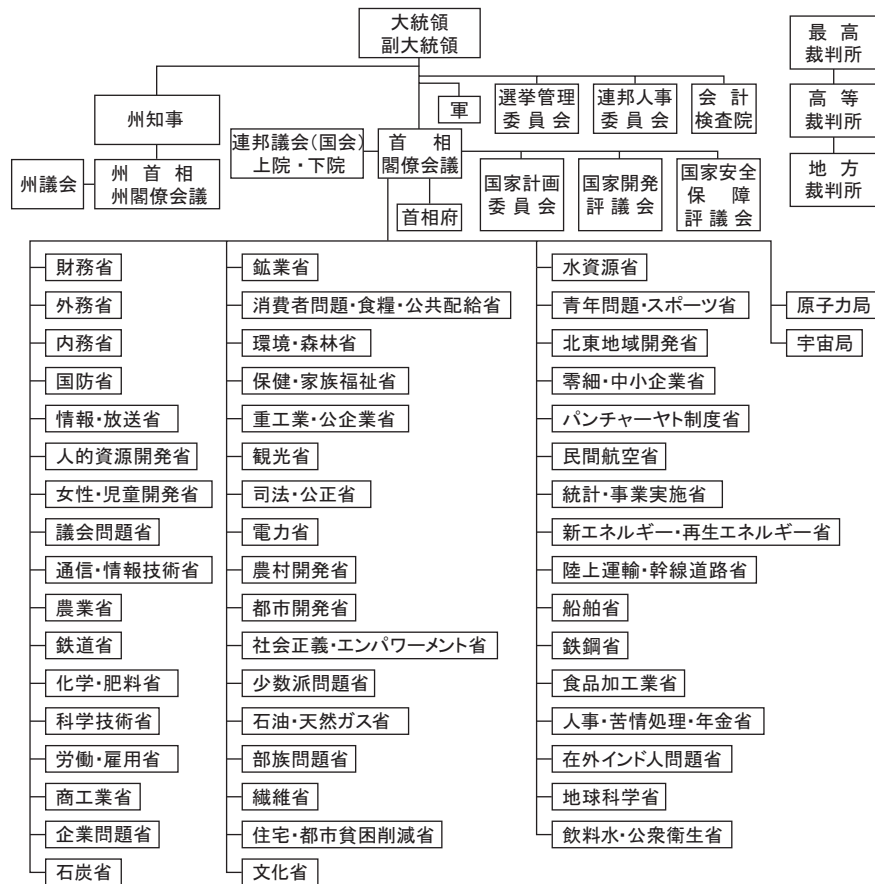 大統領
副大統領
最高
裁判所
軍
選挙管理
委員会
連邦人事
委員会
会計
検査院
州知事
高等
裁判所
連邦議会(国会)
上院・下院
首相
閣僚会議
州議会
州首相
州閣僚会議
国家計画
委員会
国家開発
評議会
国家安全
保障
評議会
地方
裁判所
首相府
財務省
外務省
内務省
国防省
情報・放送省
人的資源開発省
女性・児童開発省
議会問題省
通信・情報技術省
農業省
鉄道省
化学・肥料省
科学技術省
労働・雇用省
商工業省
企業問題省
石炭省
鉱業省
消費者問題・食糧・公共配給省
環境・森林省
保健・家族福祉省
重工業・公企業省
観光省
司法・公正省
電力省
農村開発省
都市開発省
社会正義・エンパワーメント省
少数派問題省
石油・天然ガス省
部族問題省
繊維省
住宅・都市貧困削減省
文化省
水資源省
青年問題・スポーツ省
北東地域開発省
零細・中小企業省
パンチャーヤト制度省
民間航空省
統計・事業実施省
新エネルギー・再生エネルギー省
陸上運輸・幹線道路省
船舶省
鉄鋼省
食品加工業省
人事・苦情処理・年金省
在外インド人問題省
地球科学省
飲料水・公衆衛生省
原子力局
宇宙局